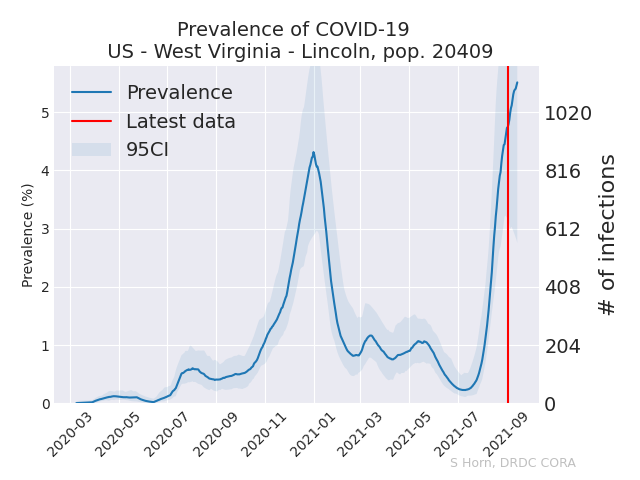 Prevalence of COVID-19
US - West Virginia - Lincoln, pop. 20409
Prevalence
Latest data
95CI
Prevalence (%)
5
4
3
2
1
0
1020
816
612
408
204
0
# of infections
2020-03
2020-05
2020-07
2020-09
2020-11
2021-01
2021-03
2021-05
2021-07
2021-09
S Horn, DRDC CORA